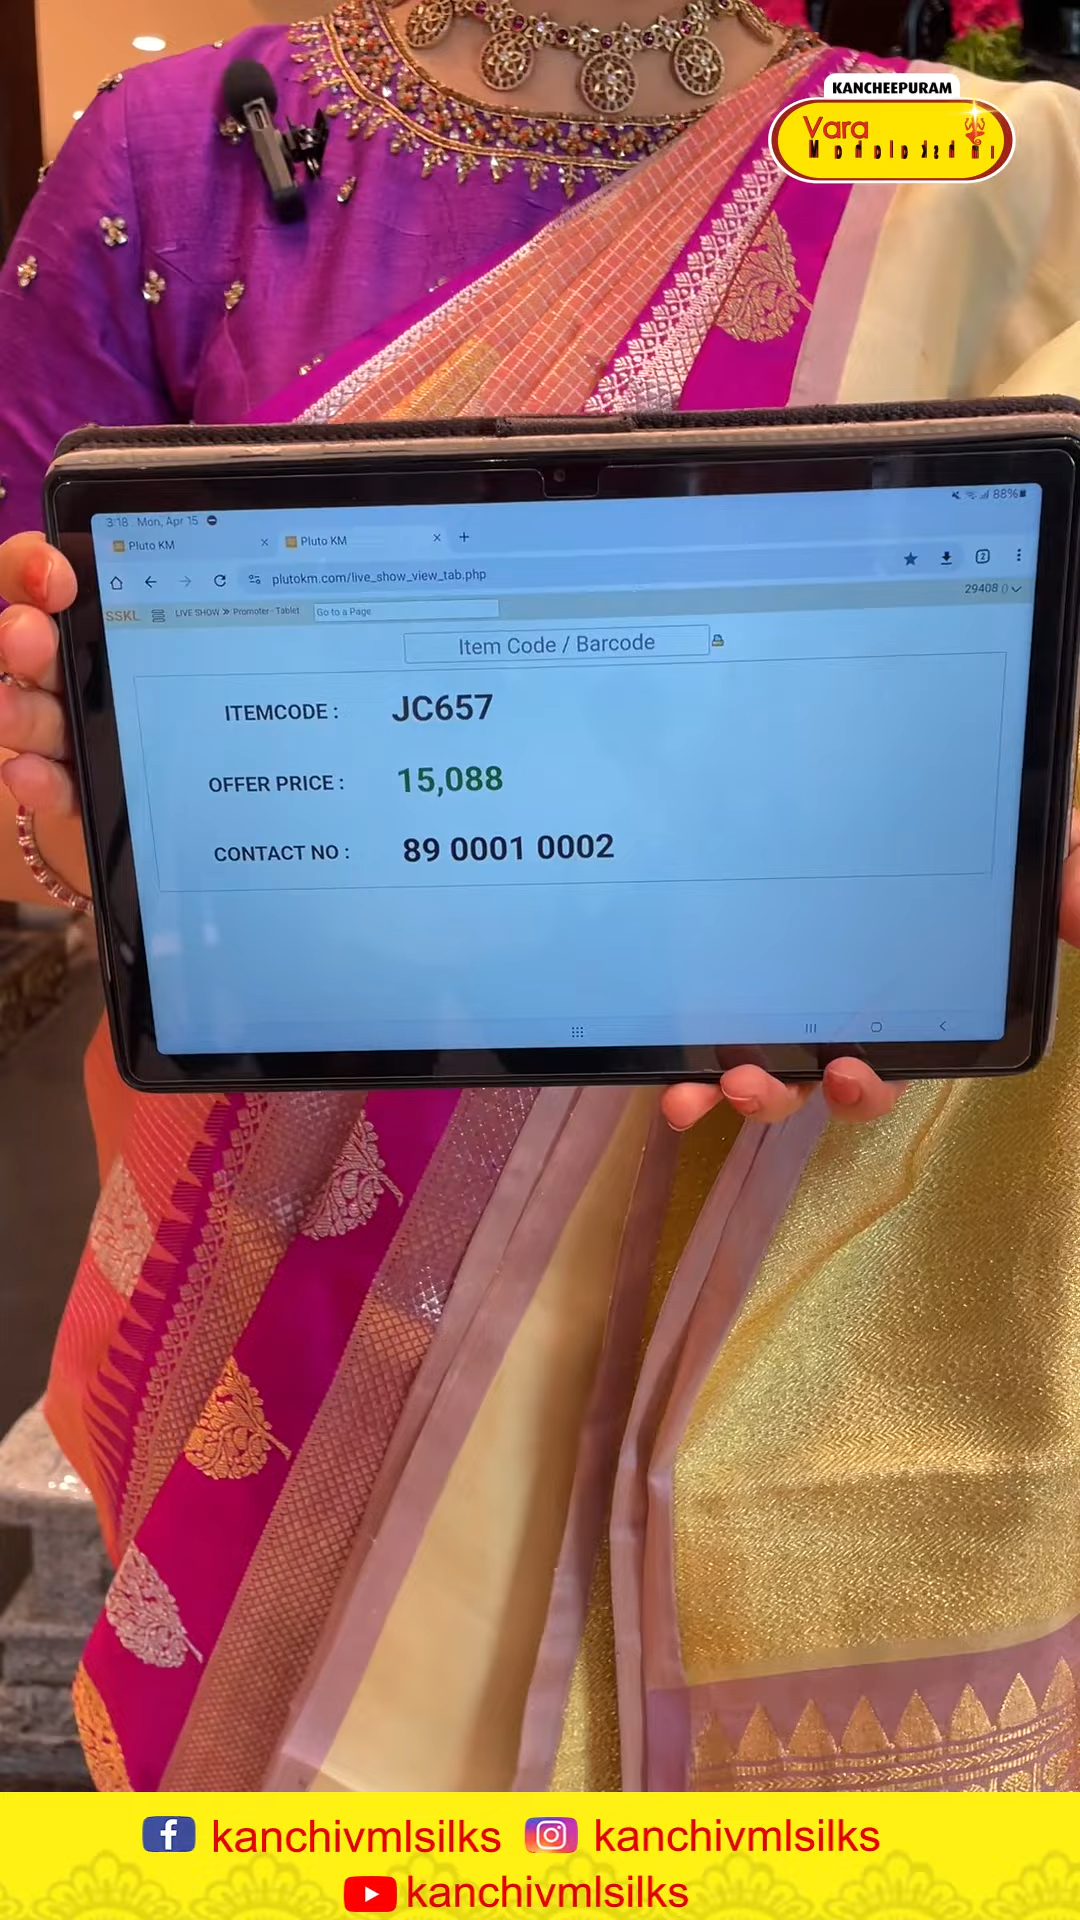 KANCHEEPURAM
Vara
3:18 Mon, Apr 15
88%
Pluto KM
Pluto KM
plutokm.com/live_show_view_tab.php
2
29408 ()
SSKL
LIVE SHOW >> Promoter - Tablet
Go to a Page
Item Code / Barcode
ITEMCODE : JC657
OFFER PRICE : 15,088
CONTACT NO : 89 0001 0002
kanchivmlsilks kanchivmlsilks
kanchivmlsilks